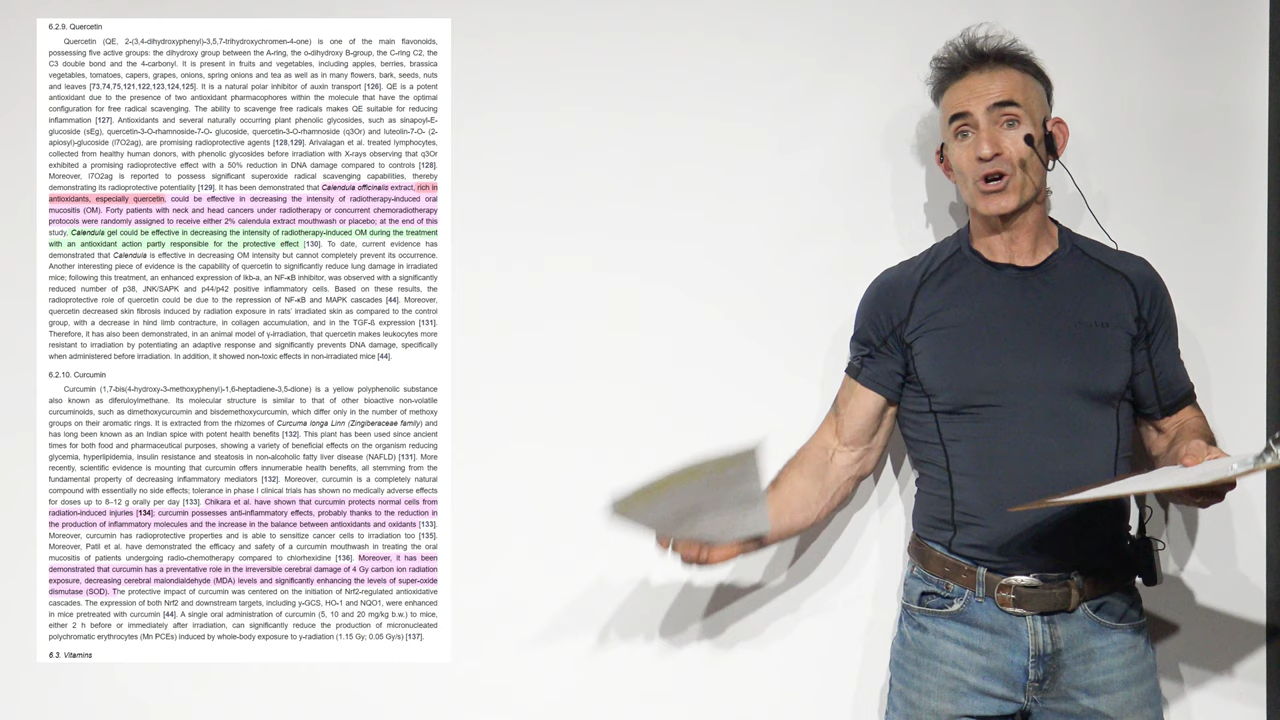 6.2.9. Quercetin
Quercetin (QE, 2-(3,4-dihydroxyphenyl)-3,5,7-trihydroxychromen-4-one) is one of the main flavonoids,
possessing five active groups: the dihydroxy group between the A-ring, the o-dihydroxy B-group, the C-ring C2, the
C3 double bond and the 4-carbonyl. It is present in fruits and vegetables, including apples, berries, brassica
vegetables, tomatoes, capers, grapes, onions, spring onions and tea as well as in many flowers, bark, seeds, nuts
and leaves [73,74,75,121,122,123,124,125]. It is a natural polar inhibitor of auxin transport [126]. QE is a potent
antioxidant due to the presence of two antioxidant pharmacophores within the molecule that have the optimal
configuration for free radical scavenging. The ability to scavenge free radicals makes QE suitable for reducing
inflammation [127]. Antioxidants and several naturally occurring plant phenolic glycosides, such as sinapoyl-E-
glucoside (sEg), quercetin-3-O-rhamnoside-7-O- glucoside, quercetin-3-O-rhamnoside (q3Or) and luteolin-7-O- (2-
apiosyl)-glucoside (l7O2ag), are promising radioprotective agents [128,129]. Arivalagan et al. treated lymphocytes,
collected from healthy human donors, with phenolic glycosides before irradiation with X-rays observing that q3Or
exhibited a promising radioprotective effect with a 50% reduction in DNA damage compared to controls [128].
Moreover, l7O2ag is reported to possess significant superoxide radical scavenging capabilities, thereby
demonstrating its radioprotective potentiality [129]. It has been demonstrated that Calendula officinalis extract, rich in
antioxidants, especially quercetin, could be effective in decreasing the intensity of radiotherapy-induced oral
mucositis (OM). Forty patients with neck and head cancers under radiotherapy or concurrent chemoradiotherapy
protocols were randomly assigned to receive either 2% calendula extract mouthwash or placebo; at the end of this
study. Calendula gel could be effective in decreasing the intensity of radiotherapy-induced OM during the treatment
with an antioxidant action partly responsible for the protective effect [130]. To date, current evidence has
demonstrated that Calendula is effective in decreasing OM intensity but cannot completely prevent its occurrence.
Another interesting piece of evidence is the capability of quercetin to significantly reduce lung damage in irradiated
mice; following this treatment, an enhanced expression of Ikb-a, an NF-κB inhibitor, was observed with a significantly
reduced number of p38, JNK/SAPK and p44/p42 positive inflammatory cells. Based on these results, the
radioprotective role of quercetin could be due to the repression of NF-κB and MAPK cascades [44]. Moreover,
quercetin decreased skin fibrosis induced by radiation exposure in rats' irradiated skin as compared to the control
group, with a decrease in hind limb contracture, in collagen accumulation, and in the TGF-ß expression [131].
Therefore, it has also been demonstrated, in an animal model of γ-irradiation, that quercetin makes leukocytes more
resistant to irradiation by potentiating an adaptive response and significantly prevents DNA damage, specifically
when administered before irradiation. In addition, it showed non-toxic effects in non-irradiated mice [44].
6.2.10. Curcumin
Curcumin (1,7-bis(4-hydroxy-3-methoxyphenyl)-1,6-heptadiene-3,5-dione) is a yellow polyphenolic substance
also known as diferuloylmethane. Its molecular structure is similar to that of other bioactive non-volatile
curcuminoids, such as dimethoxycurcumin and bisdemethoxycurcumin, which differ only in the number of methoxy
groups on their aromatic rings. It is extracted from the rhizomes of Curcuma longa Linn (Zingiberaceae family) and
has long been known as an Indian spice with potent health benefits [132]. This plant has been used since ancient
times for both food and pharmaceutical purposes, showing a variety of beneficial effects on the organism reducing
glycemia, hyperlipidemia, insulin resistance and steatosis in non-alcoholic fatty liver disease (NAFLD) [131]. More
recently, scientific evidence is mounting that curcumin offers innumerable health benefits, all stemming from the
fundamental property of decreasing inflammatory mediators [132]. Moreover, curcumin is a completely natural
compound with essentially no side effects; tolerance in phase I clinical trials has shown no medically adverse effects
for doses up to 8–12 g orally per day [133]. Chikara et al. have shown that curcumin protects normal cells from
radiation-induced injuries [134]; curcumin possesses anti-inflammatory effects, probably thanks to the reduction in
the production of inflammatory molecules and the increase in the balance between antioxidants and oxidants [133].
Moreover, curcumin has radioprotective properties and is able to sensitize cancer cells to irradiation too [135].
Moreover, Patil et al. have demonstrated the efficacy and safety of a curcumin mouthwash in treating the oral
mucositis of patients undergoing radio-chemotherapy compared to chlorhexidine [136]. Moreover, it has been
demonstrated that curcumin has a preventative role in the irreversible cerebral damage of 4 Gy carbon ion radiation
exposure, decreasing cerebral malondialdehyde (MDA) levels and significantly enhancing the levels of super-oxide
dismutase (SOD). The protective impact of curcumin was centered on the initiation of Nrf2-regulated antioxidative
cascades. The expression of both Nrf2 and downstream targets, including γ-GCS, HO-1 and NQO1, were enhanced
in mice pretreated with curcumin [44]. A single oral administration of curcumin (5, 10 and 20 mg/kg b.w.) to mice,
either 2 h before or immediately after irradiation, can significantly reduce the production of micronucleated
polychromatic erythrocytes (Mn PCEs) induced by whole-body exposure to γ-radiation (1.15 Gy; 0.05 Gy/s) [137].
6.3. Vitamins